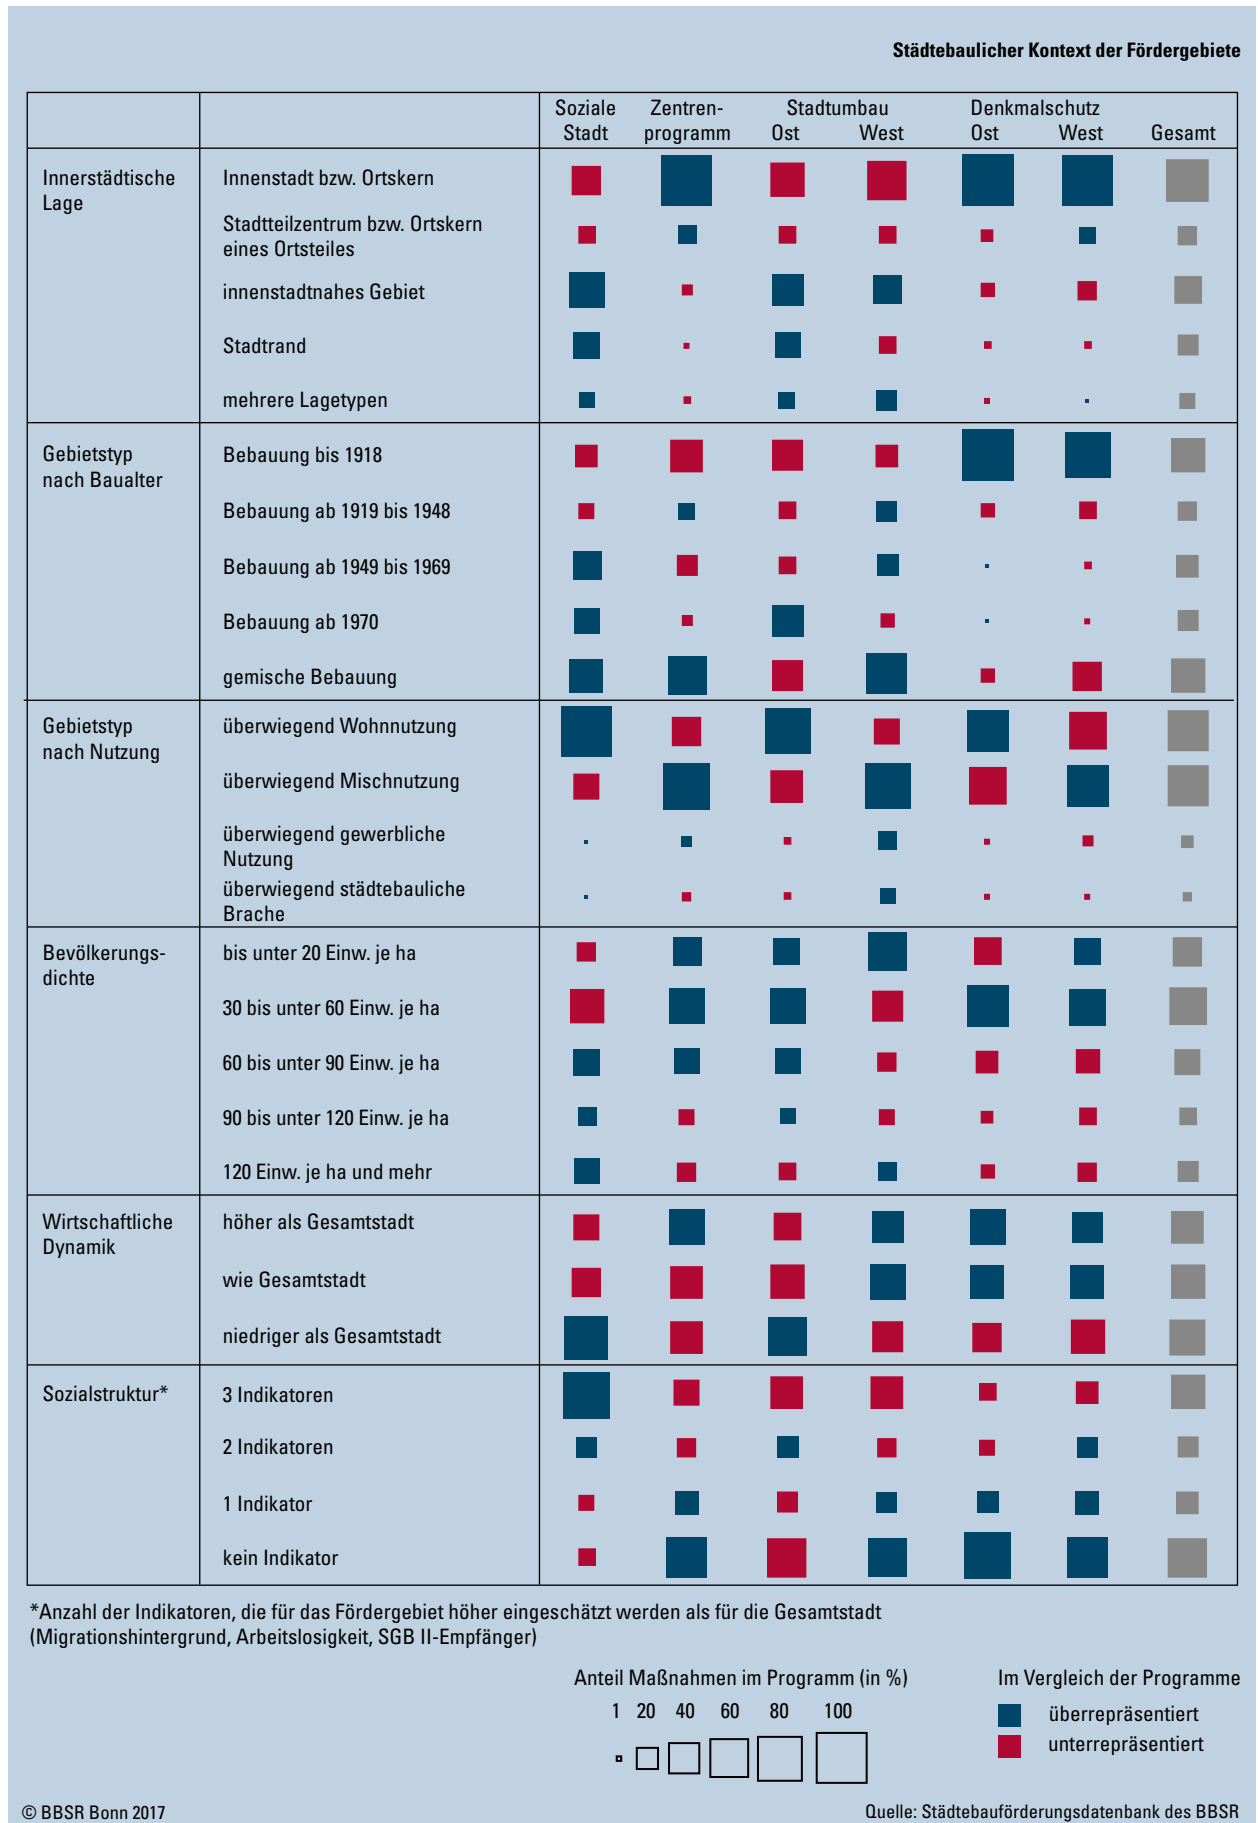 Städtebaulicher Kontext der Fördergebiete
Soziale Stadt
Zentren-
programm
Stadtumbau
Ost West
Denkmalschutz
Ost West
Gesamt
Innerstädtische
Lage
Innenstadt bzw. Ortskern
Stadtteilzentrum bzw. Ortskern
eines Ortsteiles
innenstadtnahes Gebiet
Stadtrand
mehrere Lagetypen
Gebietstyp
nach Baualter
Bebauung bis 1918
Bebauung ab 1919 bis 1948
Bebauung ab 1949 bis 1969
Bebauung ab 1970
gemische Bebauung
Gebietstyp
nach Nutzung
überwiegend Wohnnutzung
überwiegend Mischnutzung
überwiegend gewerbliche
Nutzung
überwiegend städtebauliche
Brache
Bevölkerungs-
dichte
bis unter 20 Einw. je ha
30 bis unter 60 Einw. je ha
60 bis unter 90 Einw. je ha
90 bis unter 120 Einw. je ha
120 Einw. je ha und mehr
Wirtschaftliche
Dynamik
höher als Gesamtstadt
wie Gesamtstadt
niedriger als Gesamtstadt
Sozialstruktur*
3 Indikatoren
2 Indikatoren
1 Indikator
kein Indikator
*Anzahl der Indikatoren, die für das Fördergebiet höher eingeschätzt werden als für die Gesamtstadt
(Migrationshintergrund, Arbeitslosigkeit, SGB II-Empfänger)
Anteil Maßnahmen im Programm (in %)
1 20 40 60 80 100
Im Vergleich der Programme
überrepräsentiert
unterrepräsentiert
© BBSR Bonn 2017
Quelle: Städtebauförderungsdatenbank des BBSR